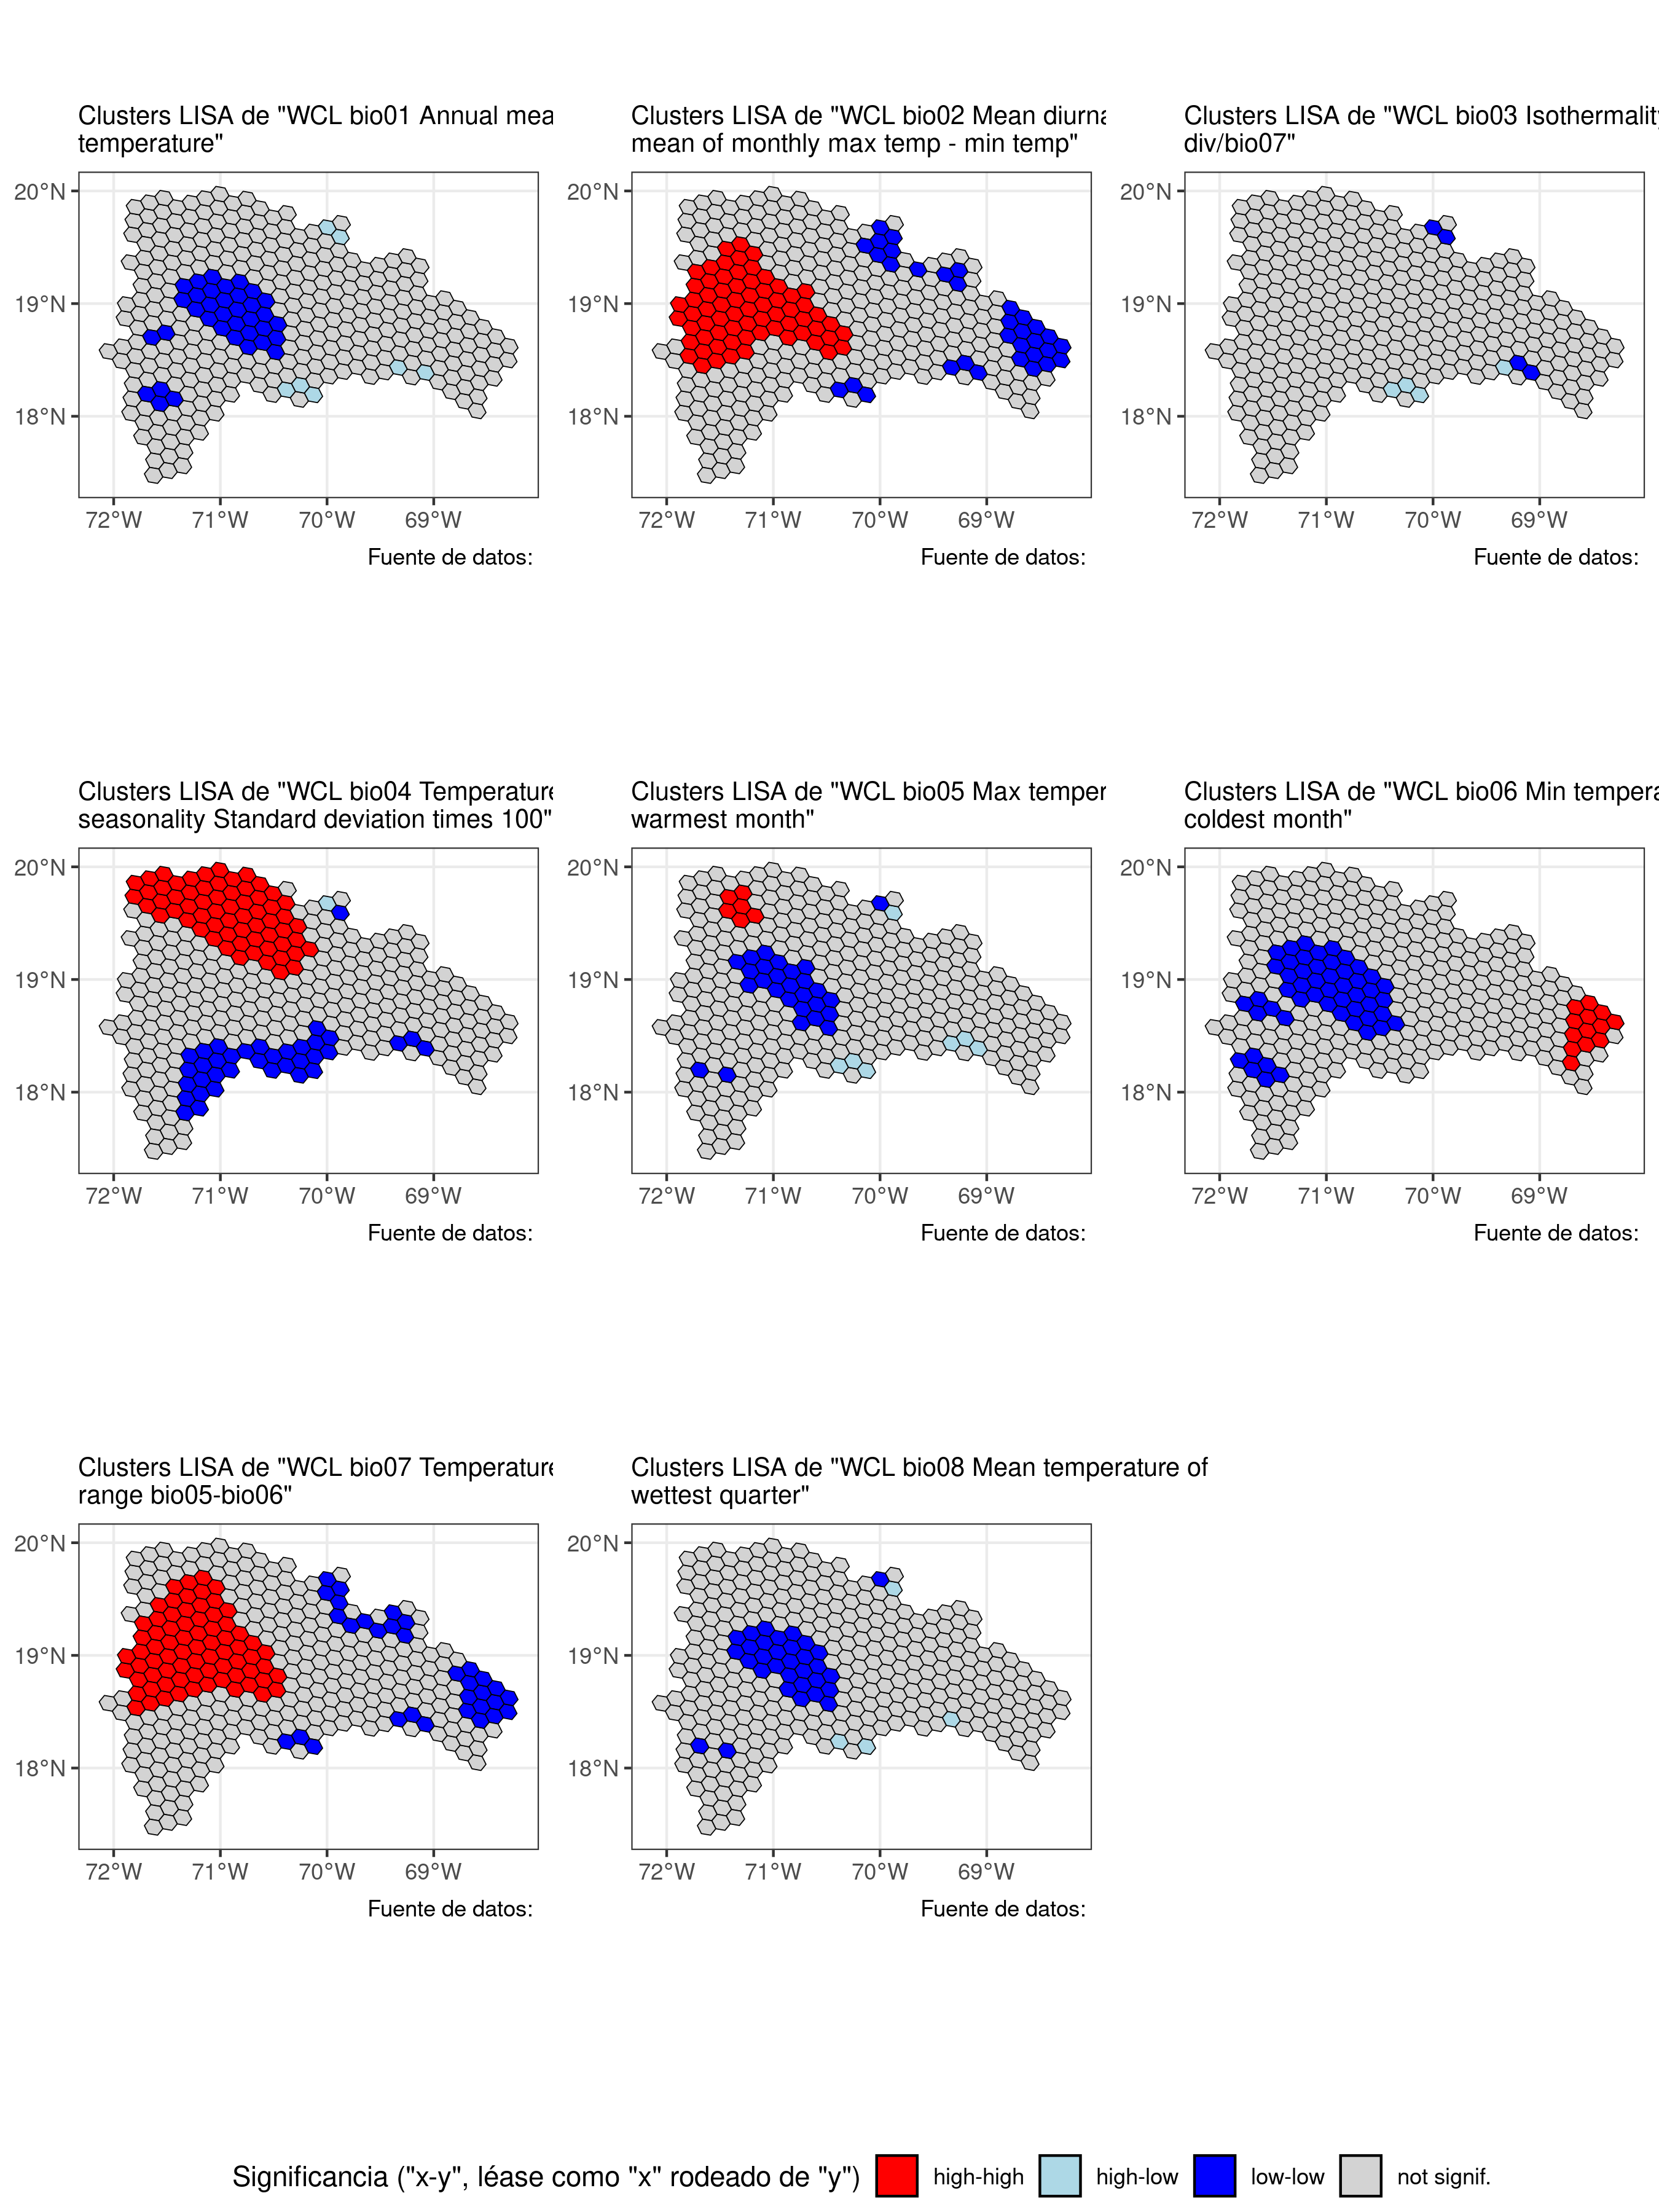 Clusters LISA de "WCL bio01 Annual mea
temperature"
20°N
19°N
18°N
72°W 71°W 70°W 69°W
Fuente de datos:
Clusters LISA de "WCL bio02 Mean diurna
mean of monthly max temp - min temp"
20°N
19°N
18°N
72°W 71°W 70°W 69°W
Fuente de datos:
Clusters LISA de "WCL bio03 Isothermality
div/bio07"
20°N
19°N
18°N
72°W 71°W 70°W 69°W
Fuente de datos:
Clusters LISA de "WCL bio04 Temperature
seasonality Standard deviation times 100"
20°N
19°N
18°N
72°W 71°W 70°W 69°W
Fuente de datos:
Clusters LISA de "WCL bio05 Max temper
warmest month"
20°N
19°N
18°N
72°W 71°W 70°W 69°W
Fuente de datos:
Clusters LISA de "WCL bio06 Min tempera
coldest month"
20°N
19°N
18°N
72°W 71°W 70°W 69°W
Fuente de datos:
Clusters LISA de "WCL bio07 Temperature
range bio05-bio06"
20°N
19°N
18°N
72°W 71°W 70°W 69°W
Fuente de datos:
Clusters LISA de "WCL bio08 Mean temperature of
wettest quarter"
20°N
19°N
18°N
72°W 71°W 70°W 69°W
Fuente de datos:
Significancia ("x-y", léase como "x" rodeado de "y") high-high high-low low-low not signif.